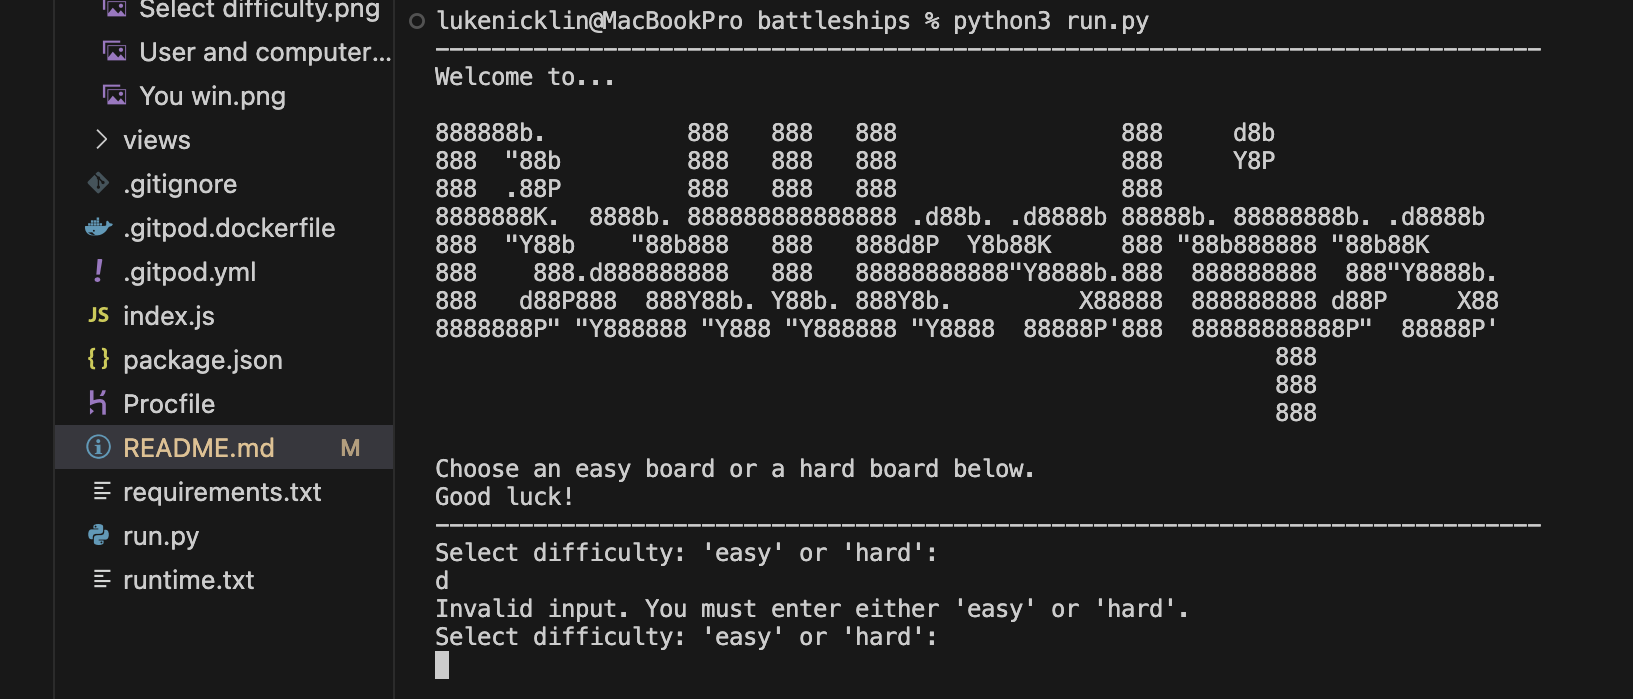 Select difficulty.png
User and computer...
You win.png
views
.gitignore
.gitpod.dockerfile
.gitpod.yml
JS index.js
package.json
Procfile
README.md M
requirements.txt
run.py
runtime.txt
lukenicklin@MacBookPro battleships % python3 run.py
-------------------------------------------------------------------------------
Welcome to...
888888b.          888   888   888                888     d8b
888  "88b         888   888   888                888     Y8P
888  .88P         888   888   888                888
8888888K.  8888b. 888888888888888 .d88b. .d8888b 88888b. 88888888b. .d8888b
888  "Y88b    "88b888   888   888d8P  Y8b88K     888 "88b888888 "88b88K
888    888.d888888888   888   88888888888"Y8888b.888  888888888  888"Y8888b.
888   d88P888  888Y88b. Y88b. 888Y8b.         X88888  888888888 d88P     X88
8888888P" "Y888888 "Y888 "Y888888 "Y8888  88888P'888  88888888888P"  88888P'
                                                            888
                                                            888
                                                            888
Choose an easy board or a hard board below.
Good luck!
-------------------------------------------------------------------------------
Select difficulty: 'easy' or 'hard':
d
Invalid input. You must enter either 'easy' or 'hard'.
Select difficulty: 'easy' or 'hard':